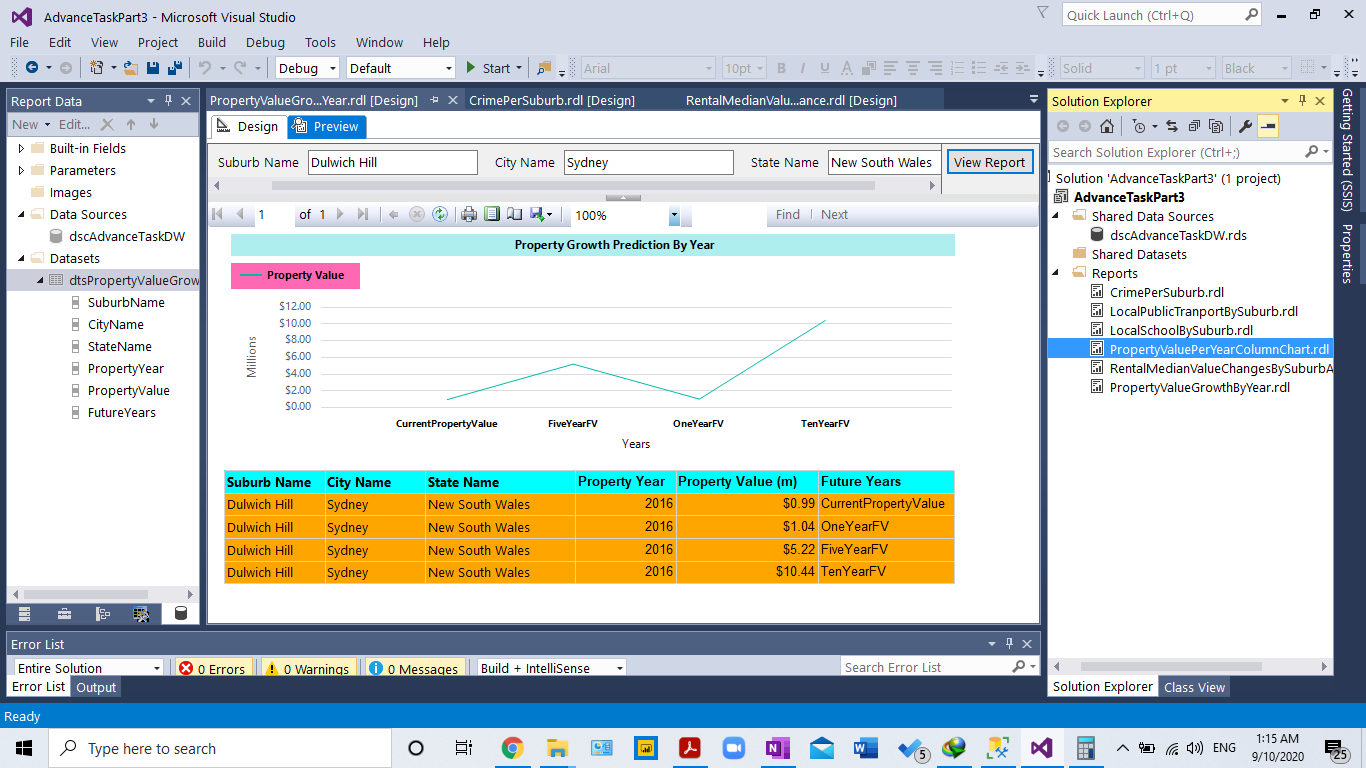 AdvanceTaskPart3 - Microsoft Visual Studio
Quick Launch (Ctrl+Q)
File Edit View Project Build Debug Tools Window Help
Debug Default Start Arial 10pt B I U A Solid 1 pt Black
Report Data
New Edit...
Built-in Fields
Parameters
Images
Data Sources
dscAdvanceTaskDW
Datasets
dtsPropertyValueGrow
SuburbName
CityName
StateName
PropertyYear
PropertyValue
FutureYears
PropertyValueGro...Year.rdl [Design] CrimePerSuburb.rdl [Design] RentalMedianValu...ance.rdl [Design]
Design Preview
Suburb Name Dulwich Hill City Name Sydney State Name New South Wales View Report
1 of 1 100% Find | Next
Property Growth Prediction By Year
Property Value
Millions
$12.00
$10.00
$8.00
$6.00
$4.00
$2.00
$0.00
CurrentPropertyValue FiveYearFV OneYearFV TenYearFV
Years
Suburb Name City Name State Name Property Year Property Value (m) Future Years
Dulwich Hill Sydney New South Wales 2016 $0.99 CurrentPropertyValue
Dulwich Hill Sydney New South Wales 2016 $1.04 OneYearFV
Dulwich Hill Sydney New South Wales 2016 $5.22 FiveYearFV
Dulwich Hill Sydney New South Wales 2016 $10.44 TenYearFV
Solution Explorer
Search Solution Explorer (Ctrl+;)
Solution 'AdvanceTaskPart3' (1 project)
AdvanceTaskPart3
Shared Data Sources
dscAdvanceTaskDW.rds
Shared Datasets
Reports
CrimePerSuburb.rdl
LocalPublicTranportBySuburb.rdl
LocalSchoolBySuburb.rdl
PropertyValuePerYearColumnChart.rdl
RentalMedianValueChangesBySuburbA
PropertyValueGrowthByYear.rdl
Solution Explorer Class View
Getting Started (SSIS)
Properties
Error List
Entire Solution 0 Errors 0 Warnings 0 Messages Build + IntelliSense Search Error List
Error List Output
Ready
Type here to search
5
ENG
1:15 AM
9/10/2020
25